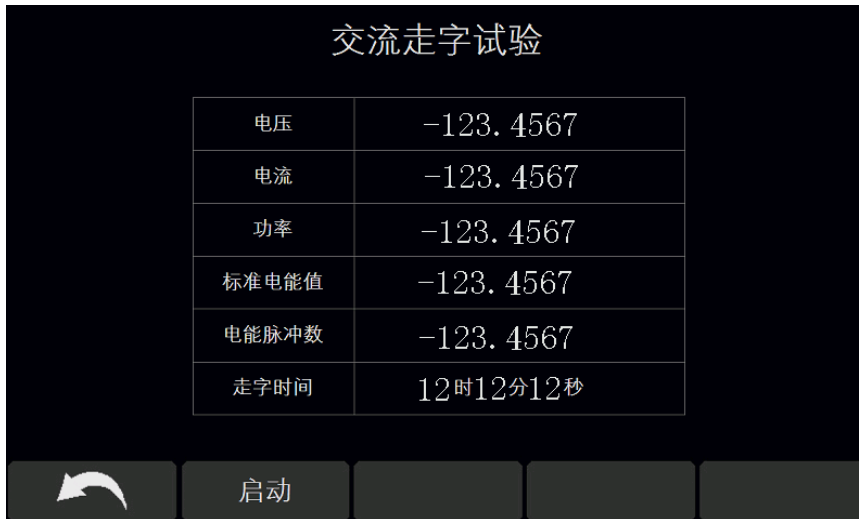 交流走字试验
电压 -123.4567
电流 -123.4567
功率 -123.4567
标准电能值 -123.4567
电能脉冲数 -123.4567
走字时间 12时12分12秒
启动